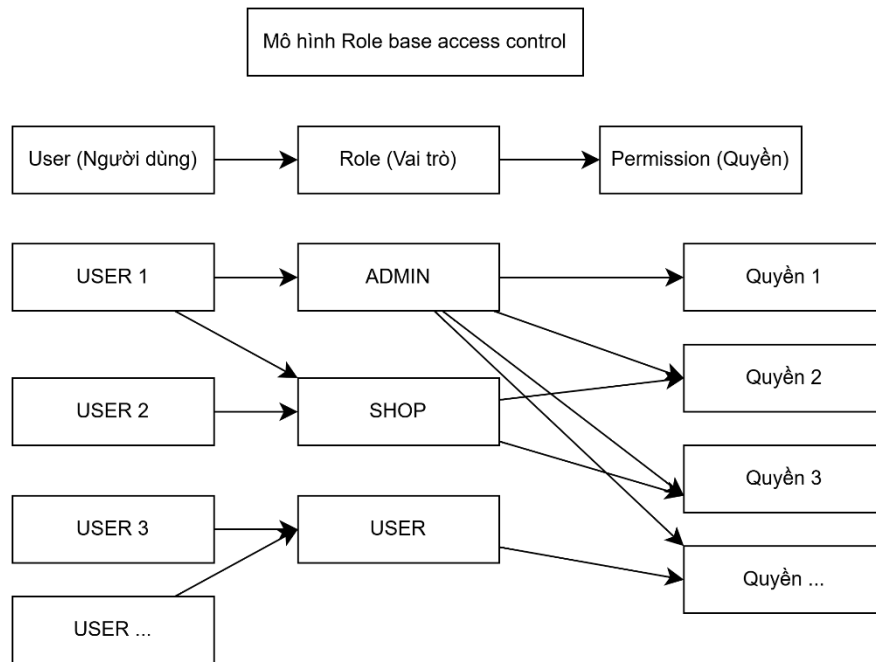 Mô hình Role base access control
User (Người dùng)
Role (Vai trò)
Permission (Quyền)
USER 1
ADMIN
Quyền 1
USER 2
SHOP
Quyền 2
USER 3
USER
Quyền 3
USER ...
Quyền ...